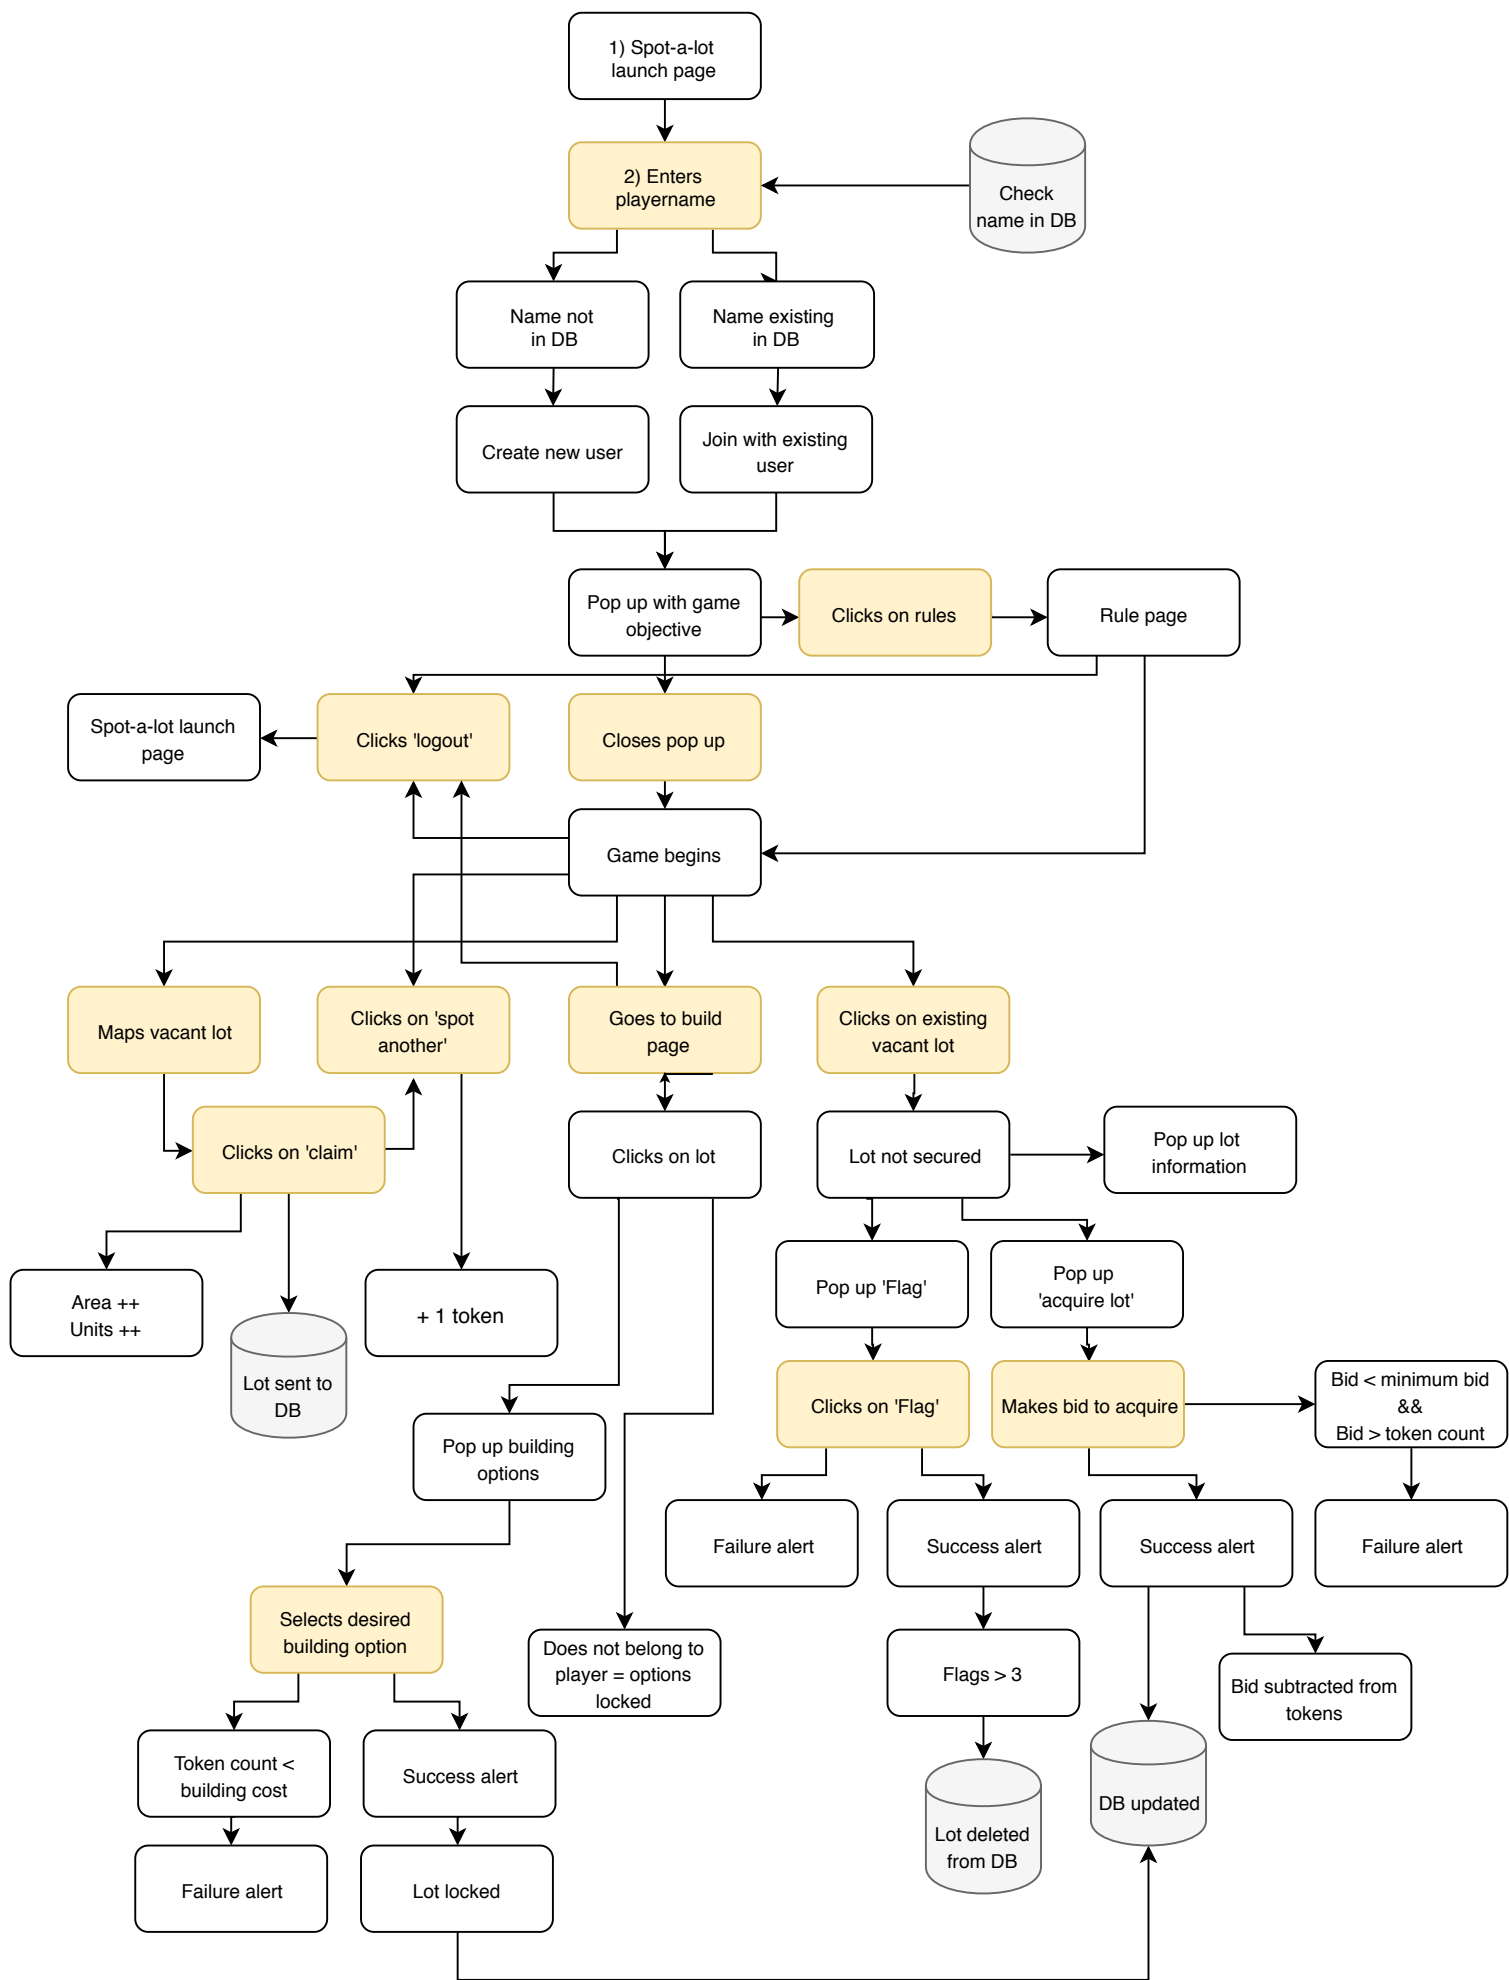 1) Spot-a-lot
launch page
2) Enters
playername
Check
name in DB
Name not
in DB
Name existing
in DB
Create new user
Join with existing
user
Pop up with game
objective
Clicks on rules
Rule page
Spot-a-lot launch
page
Clicks 'logout'
Closes pop up
Game begins
Maps vacant lot
Clicks on 'spot
another'
Goes to build
page
Clicks on existing
vacant lot
Clicks on 'claim'
Clicks on lot
Lot not secured
Pop up lot
information
Area ++
Units ++
Lot sent to
DB
+ 1 token
Pop up 'Flag'
Pop up
'acquire lot'
Pop up building
options
Clicks on 'Flag'
Makes bid to acquire
Bid < minimum bid
&&
Bid > token count
Failure alert
Success alert
Success alert
Failure alert
Selects desired
building option
Does not belong to
player = options
locked
Flags > 3
Bid subtracted from
tokens
Token count <
building cost
Success alert
Lot deleted
from DB
DB updated
Failure alert
Lot locked